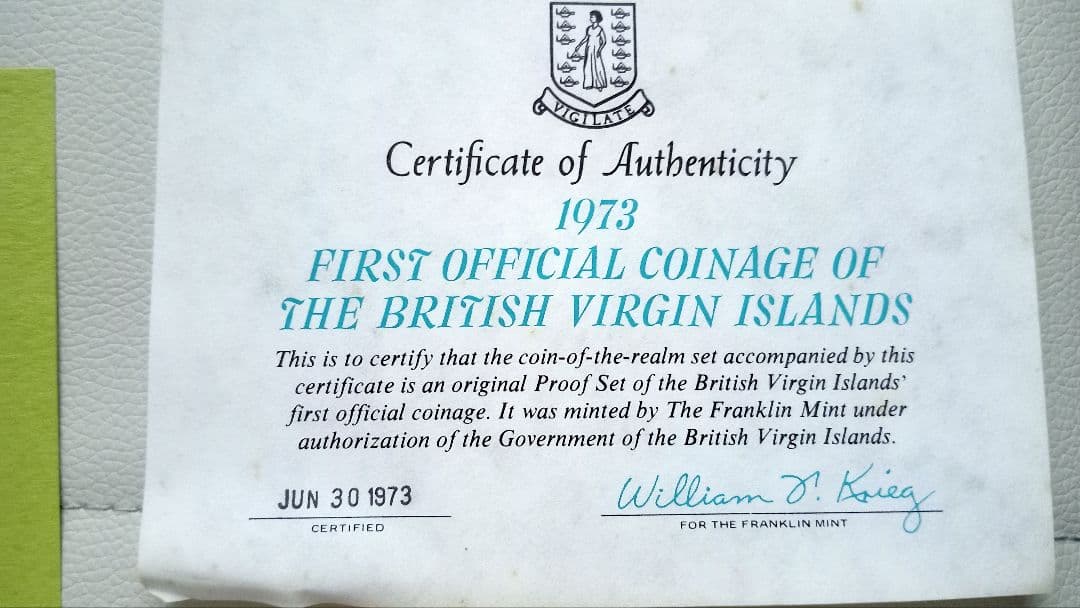 VIGILATE
Certificate of Authenticity
1973
FIRST OFFICIAL COINAGE OF
THE BRITISH VIRGIN ISLANDS
This is to certify that the coin-of-the-realm set accompanied by this
certificate is an original Proof Set of the British Virgin Islands'
first official coinage. It was minted by The Franklin Mint under
authorization of the Government of the British Virgin Islands.
JUN 30 1973 William T. Krieg
CERTIFIED FOR THE FRANKLIN MINT